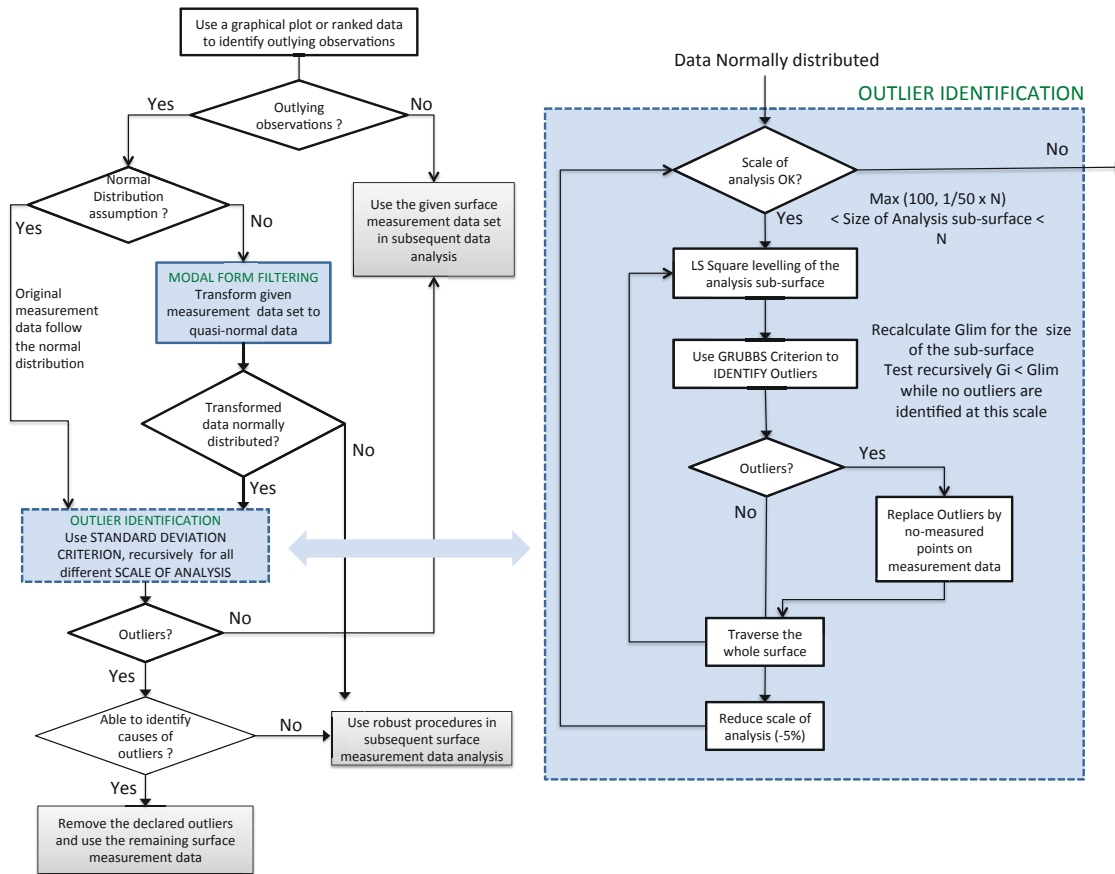 Use a graphical plot or ranked data
to identify outlying observations
Yes
Outlying
observations ?
No
Normal
Distribution
assumption ?
Yes
No
Use the given surface
measurement data set
in subsequent data
analysis
MODAL FORM FILTERING
Transform given
measurement data set to
quasi-normal data
Original
measurement
data follow
the normal
distribution
Transformed
data normally
distributed?
No
Yes
OUTLIER IDENTIFICATION
Use STANDARD DEVIATION
CRITERION, recursively for all
different SCALE OF ANALYSIS
Outliers?
No
Yes
Able to identify
causes of
outliers ?
No
Use robust procedures in
subsequent surface
measurement data analysis
Yes
Remove the declared outliers
and use the remaining surface
measurement data
Data Normally distributed
OUTLIER IDENTIFICATION
Scale of
analysis OK?
No
Max (100, 1/50 x N)
< Size of Analysis sub-surface <
N
Yes
LS Square levelling of the
analysis sub-surface
Use GRUBBS Criterion to
IDENTIFY Outliers
Recalculate Glim for the size
of the sub-surface
Test recursively Gi < Glim
while no outliers are
identified at this scale
Outliers?
Yes
No
Replace Outliers by
no-measured
points on
measurement data
Traverse the
whole surface
Reduce scale of
analysis (-5%)